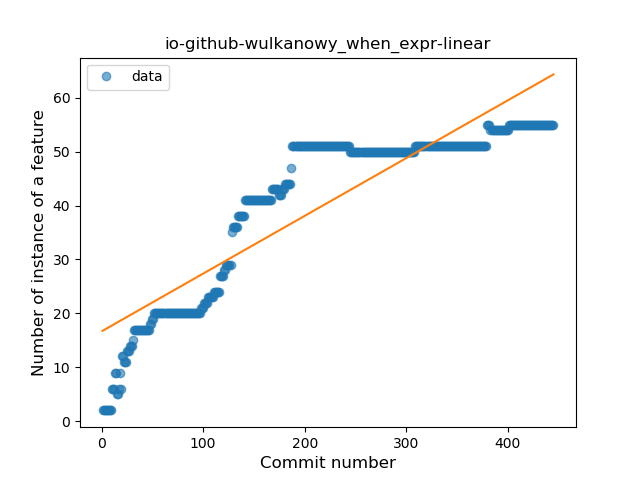 io-github-wulkanowy_when_expr-linear
data
Number of instance of a feature
60
50
40
30
20
10
0
0 100 200 300 400
Commit number